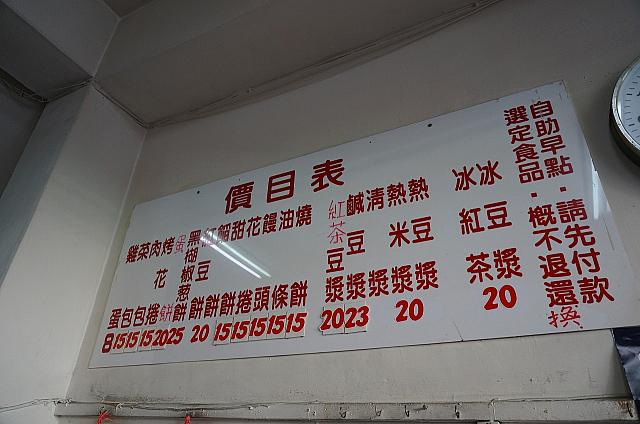 價目表
自助早點·請先付款
選定食品·概不退還換
冰豆漿
冰紅茶
20
熱豆漿
熱米漿
20
清漿
鹹豆漿
23
紅茶豆漿
20
燒餅
15
油條
15
饅頭
15
花捲
15
甜餅
15
餡餅
紅豆餅
20
黑胡椒蔥餅
25
蛋餅
20
烤花捲
15
肉包
15
菜包
15
雞蛋
8